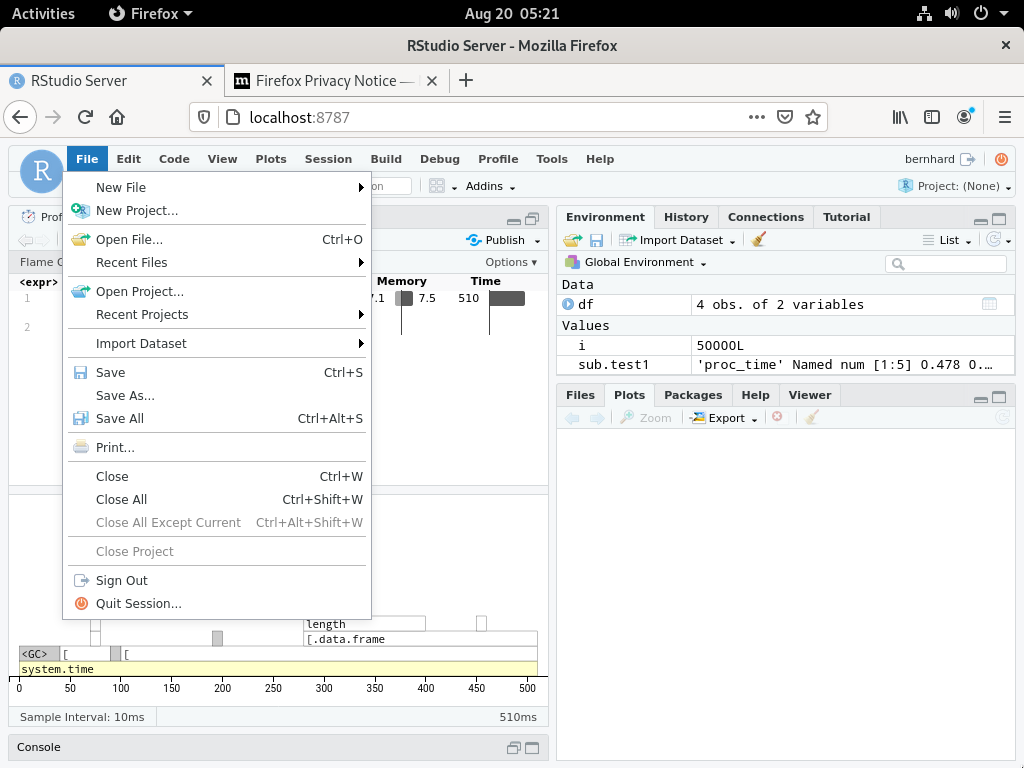 Activities Firefox Aug 20 05:21
RStudio Server - Mozilla Firefox
RStudio Server Firefox Privacy Notice —
localhost:8787
R File Edit Code View Plots Session Build Debug Profile Tools Help bernhard
Addins Project: (None)
New File
New Project...
Open File... Ctrl+O
Recent Files
Open Project...
Recent Projects
Import Dataset
Save Ctrl+S
Save As...
Save All Ctrl+Alt+S
Print...
Close Ctrl+W
Close All Ctrl+Shift+W
Close All Except Current Ctrl+Alt+Shift+W
Close Project
Sign Out
Quit Session...
Publish
Options
<expr> Memory Time
1 7.5 510
2
length
[.data.frame
<GC> [ [
system.time
0 50 100 150 200 250 300 350 400 450 500
Sample Interval: 10ms 510ms
Console
Environment History Connections Tutorial
Import Dataset List
Global Environment
Data
df 4 obs. of 2 variables
Values
i 50000L
sub.test1 'proc_time' Named num [1:5] 0.478 0.…
Files Plots Packages Help Viewer
Zoom Export